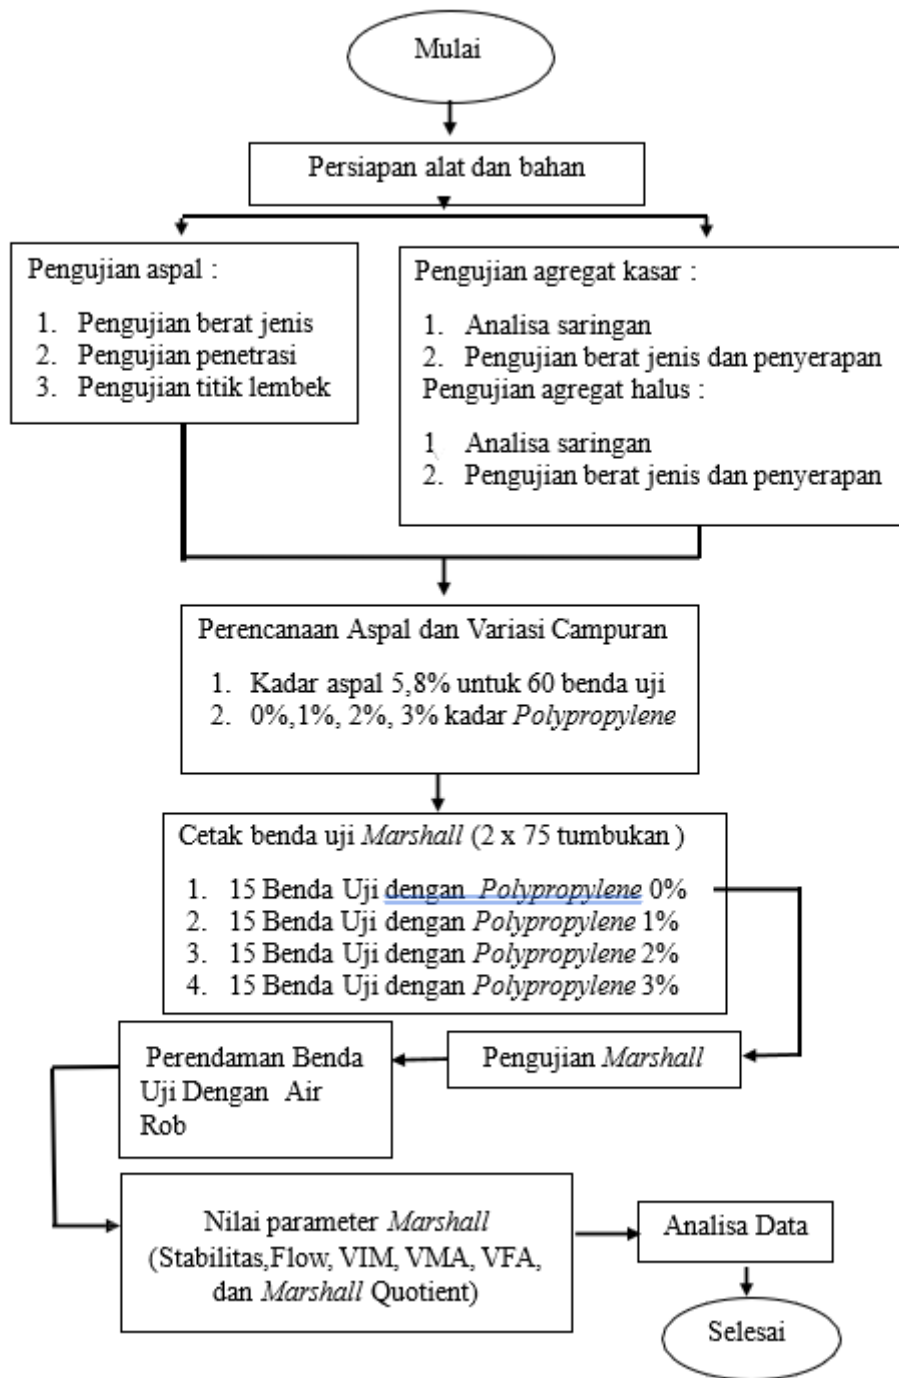 Mulai
Persiapan alat dan bahan
Pengujian aspal :
1. Pengujian berat jenis
2. Pengujian penetrasi
3. Pengujian titik lembek
Pengujian agregat kasar :
1. Analisa saringan
2. Pengujian berat jenis dan penyerapan
Pengujian agregat halus :
1 Analisa saringan
2. Pengujian berat jenis dan penyerapan
Perencanaan Aspal dan Variasi Campuran
1. Kadar aspal 5,8% untuk 60 benda uji
2. 0%,1%, 2%, 3% kadar Polypropylene
Cetak benda uji Marshall (2 x 75 tumbukan )
1. 15 Benda Uji dengan Polypropylene 0%
2. 15 Benda Uji dengan Polypropylene 1%
3. 15 Benda Uji dengan Polypropylene 2%
4. 15 Benda Uji dengan Polypropylene 3%
Pengujian Marshall
Perendaman Benda
Uji Dengan Air
Rob
Nilai parameter Marshall
(Stabilitas,Flow, VIM, VMA, VFA,
dan Marshall Quotient)
Analisa Data
Selesai